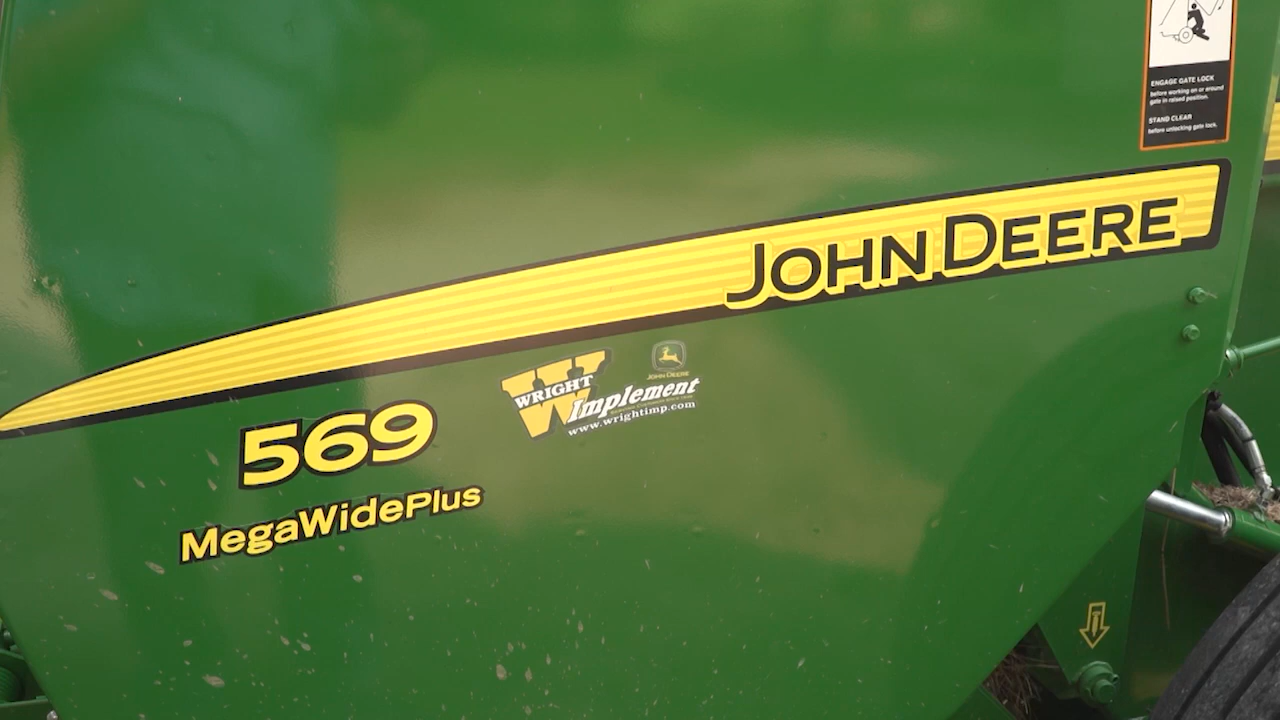 ENGAGE GATE LOCK
before working on or around
gate in raised position.
STAND CLEAR
before unlocking gate lock.
JOHN DEERE
WRIGHT
Implement
www.wrightimp.com
JOHN DEERE
569
MegaWidePlus